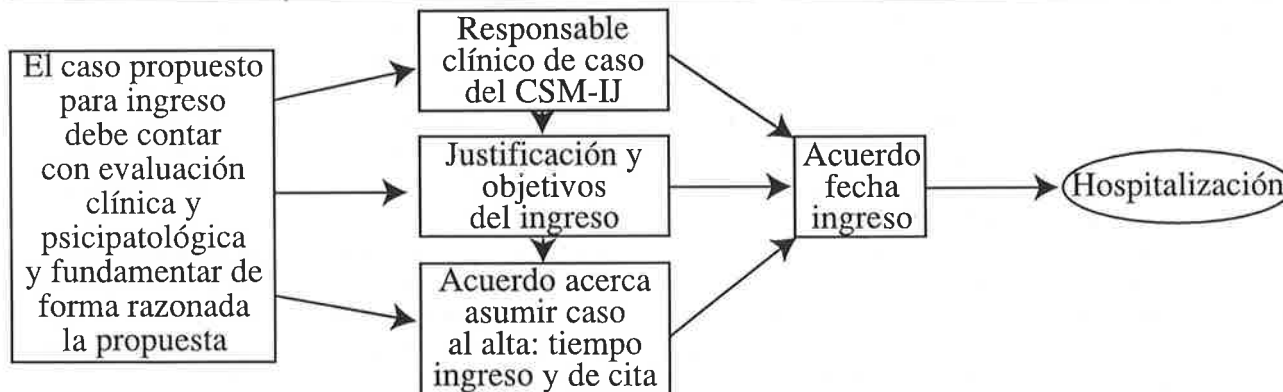 El caso propuesto
para ingreso
debe contar
con evaluación
clínica y
psicipatológica
y fundamentar de
forma razonada
la propuesta
Responsable
clínico de caso
del CSM-IJ
Justificación y
objetivos
del ingreso
Acuerdo acerca
asumir caso
al alta: tiempo
ingreso y de cita
Acuerdo
fecha
ingreso
Hospitalización